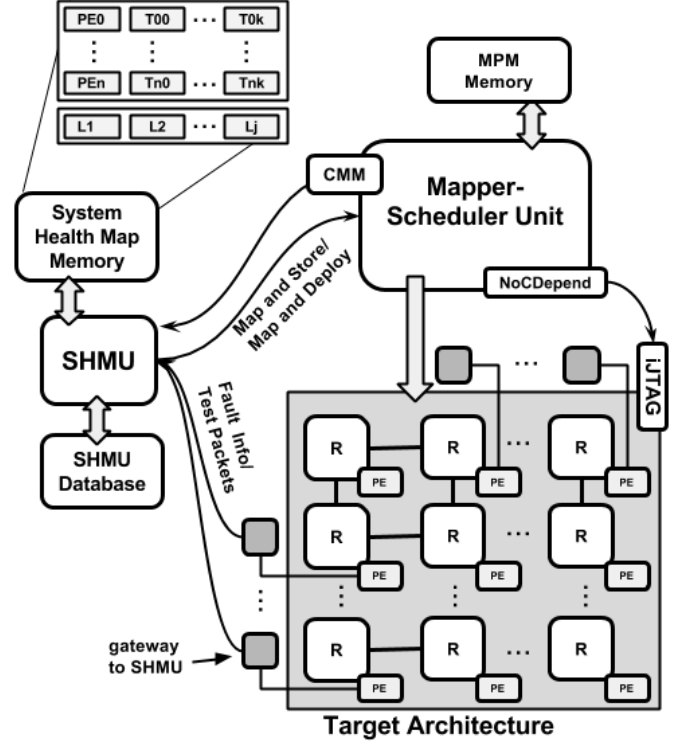 PE0 T00 ... T0k
PEn Tn0 ... Tnk
L1 L2 ... Lj
MPM
Memory
CMM
Mapper-
Scheduler Unit
NoCDepend
System
Health Map
Memory
SHMU
SHMU
Database
Map and Store/
Map and Deploy
Fault Info/
Test Packets
iJTAG
...
R R ... R
PE PE PE
R R ... R
PE PE PE
R R ... R
PE PE PE
gateway
to SHMU
Target Architecture